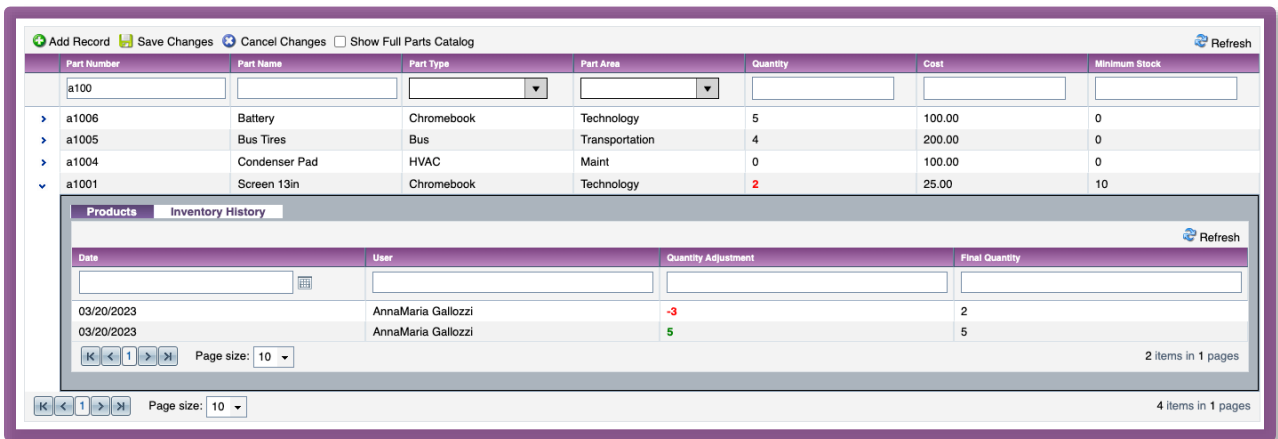 Add Record Save Changes Cancel Changes Show Full Parts Catalog Refresh
Part Number Part Name Part Type Part Area Quantity Cost Minimum Stock
a100
a1006 Battery Chromebook Technology 5 100.00 0
a1005 Bus Tires Bus Transportation 4 200.00 0
a1004 Condenser Pad HVAC Maint 0 100.00 0
a1001 Screen 13in Chromebook Technology 2 25.00 10
Products Inventory History
Refresh
Date User Quantity Adjustment Final Quantity
03/20/2023 AnnaMaria Gallozzi -3 2
03/20/2023 AnnaMaria Gallozzi 5 5
1 Page size: 10 2 items in 1 pages
1 Page size: 10 4 items in 1 pages